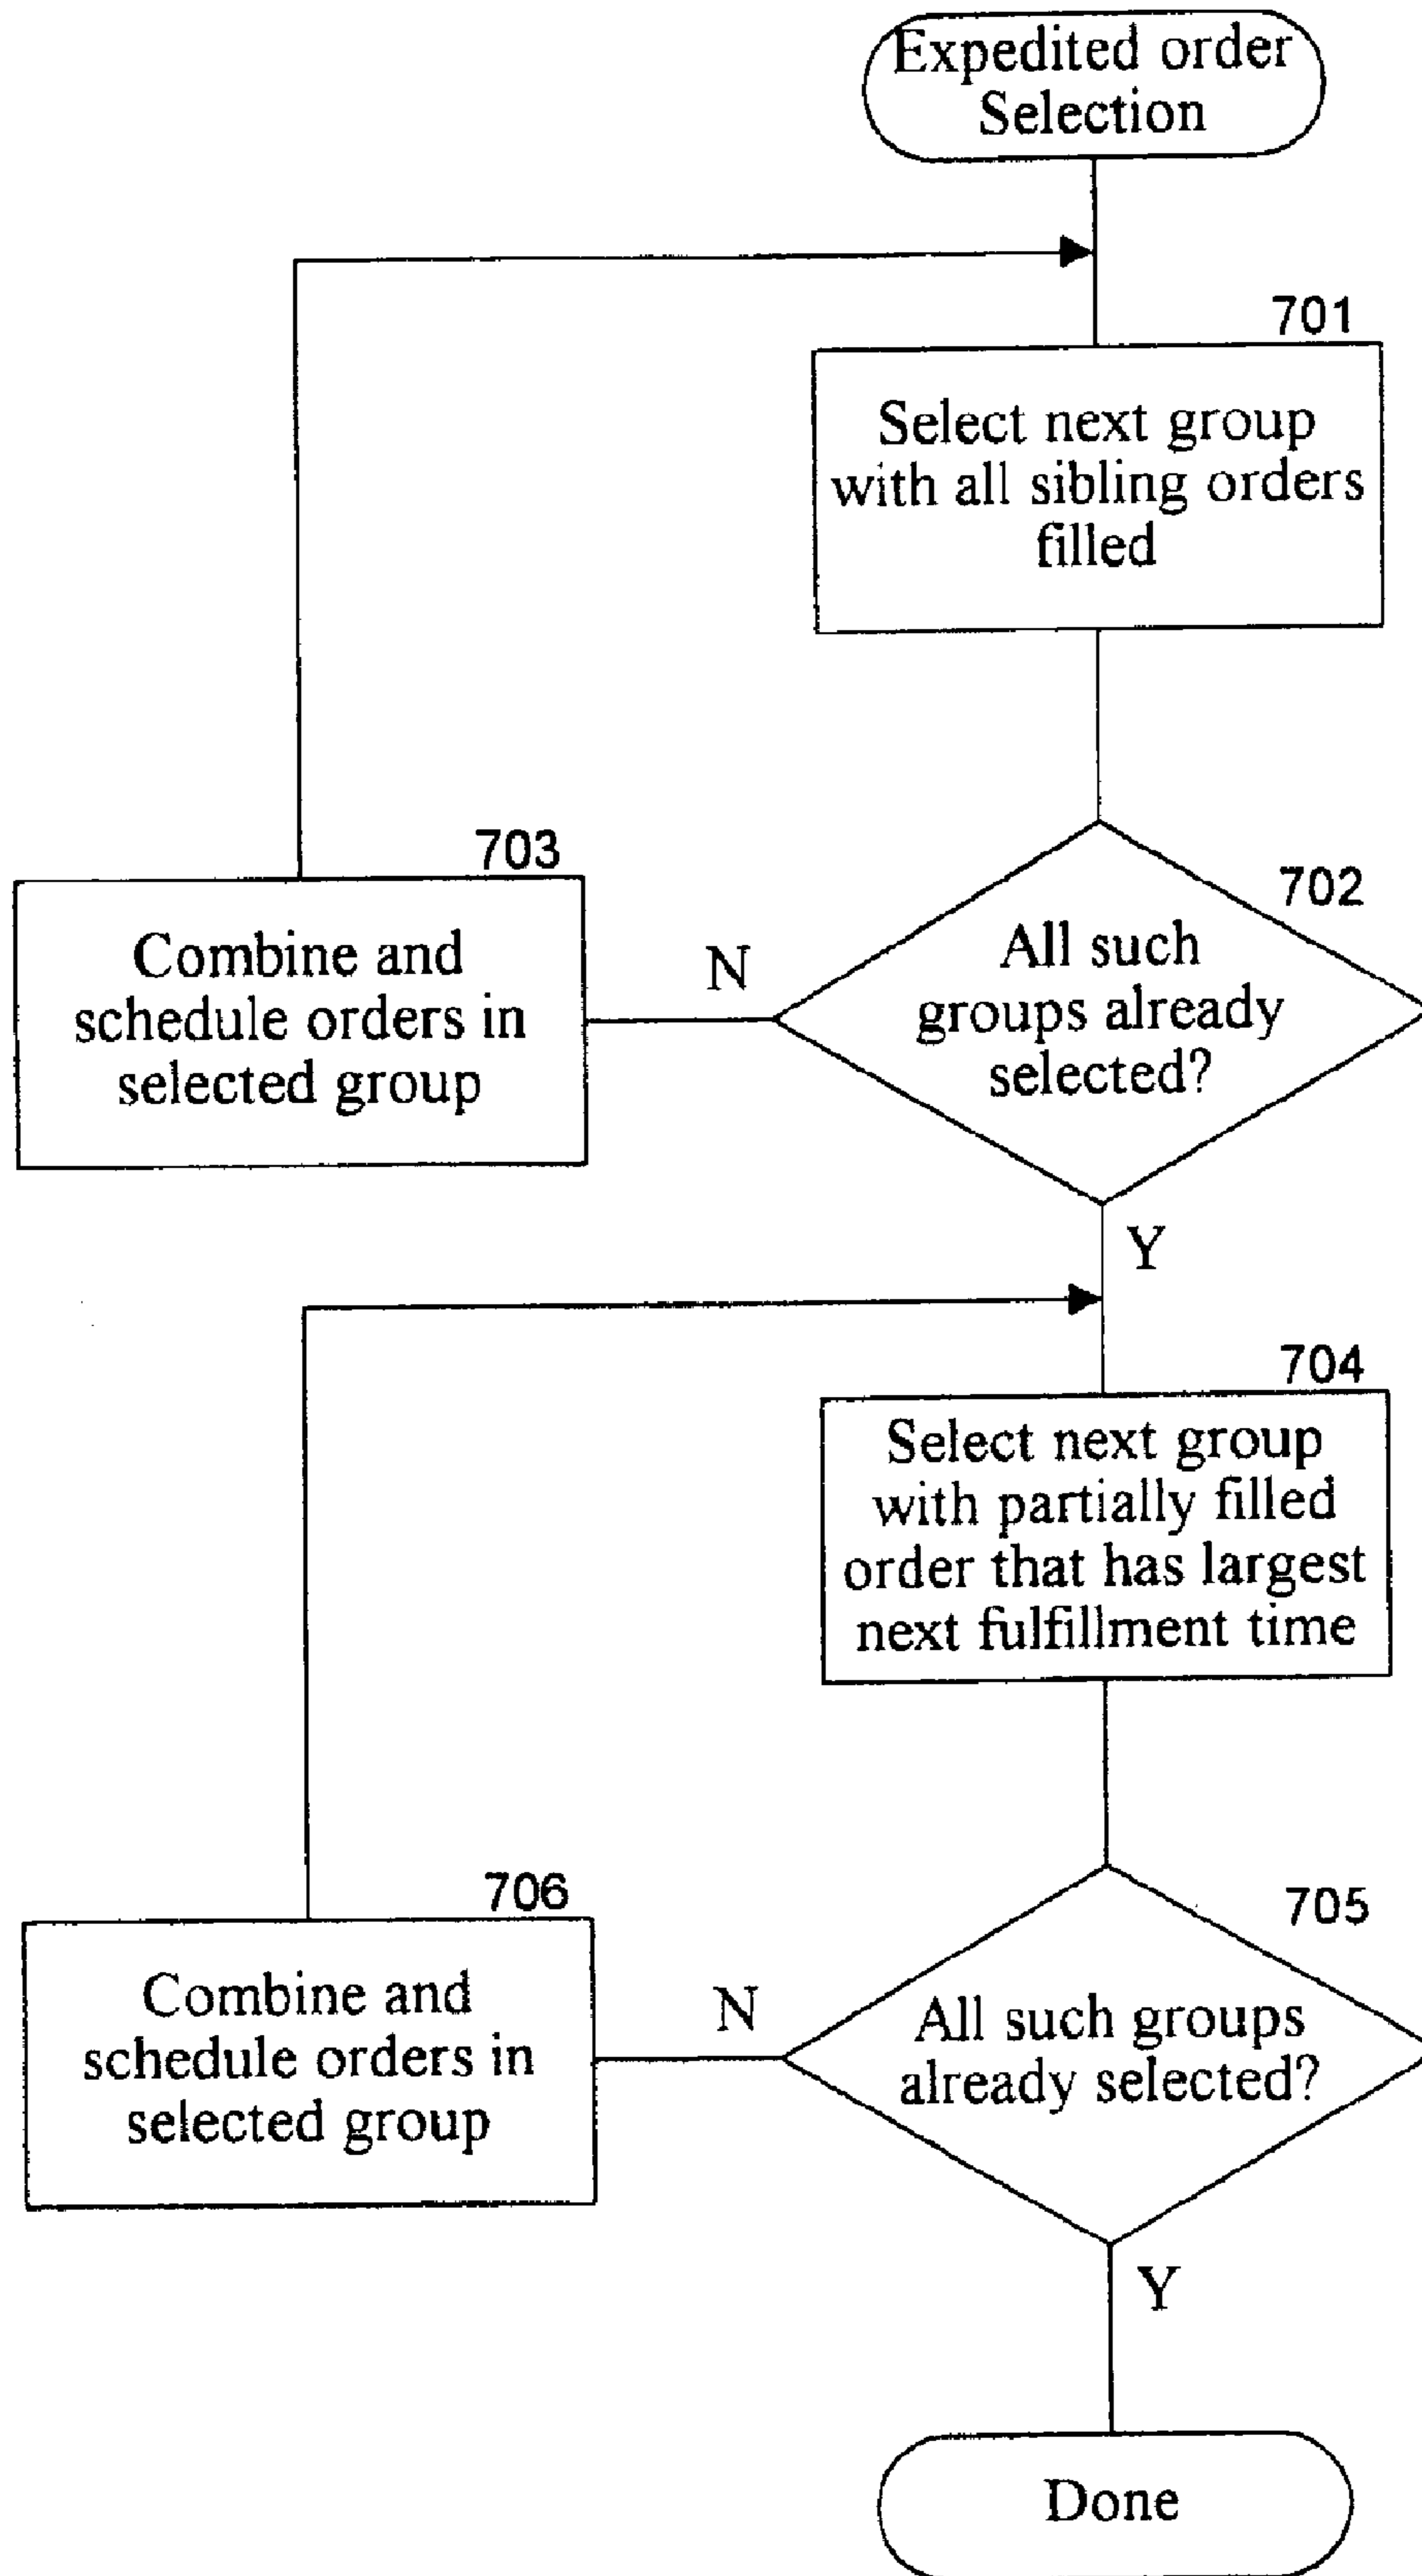 Expedited order
Selection
701
Select next group
with all sibling orders
filled
702
All such
groups already
selected?
N
703
Combine and
schedule orders in
selected group
Y
704
Select next group
with partially filled
order that has largest
next fulfillment time
705
All such groups
already selected?
N
706
Combine and
schedule orders in
selected group
Y
Done